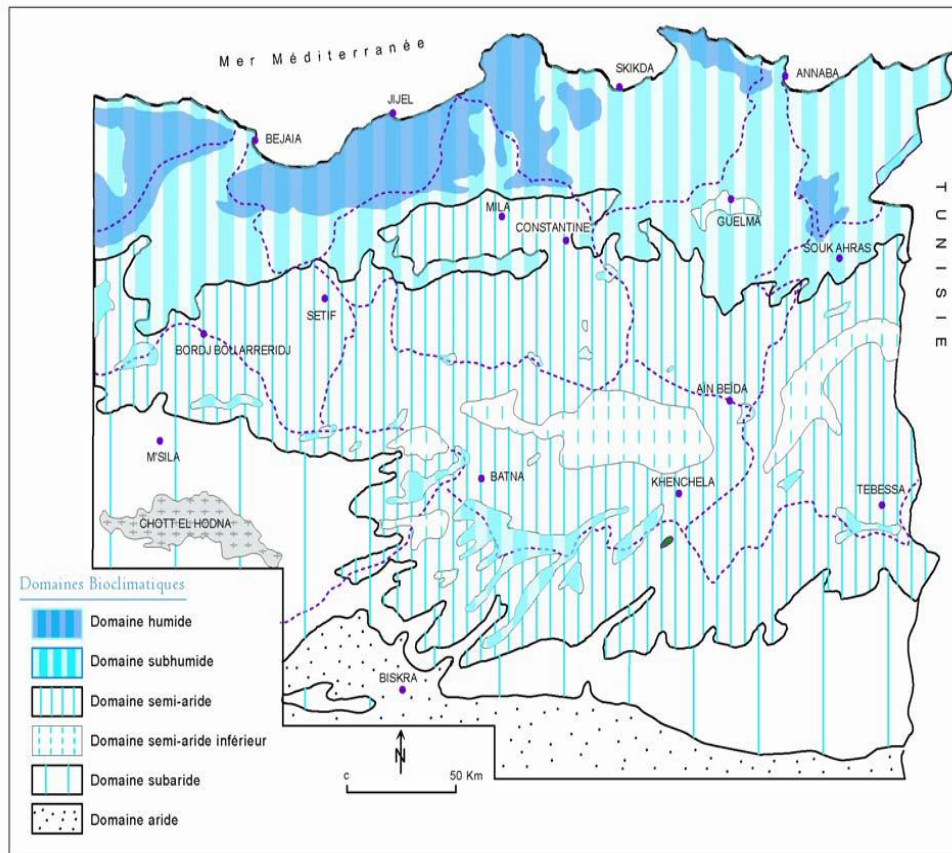 Mer Méditerranée
SKIKDA
ANNABA
JIJEL
BEJAIA
TUNISIE
MILA
GUELMA
CONSTANTINE
SOUK AHRAS
SETIF
BORDJ BOUARRERIDJ
AIN BEIDA
M'SILA
BATNA
KHENCHELA
TEBESSA
CHOTT EL HODNA
Domaines Bioclimatiques
Domaine humide
Domaine subhumide
Domaine semi-aride
Domaine semi-aride inférieur
Domaine subaride
Domaine aride
BISKRA
N
c 50 Km